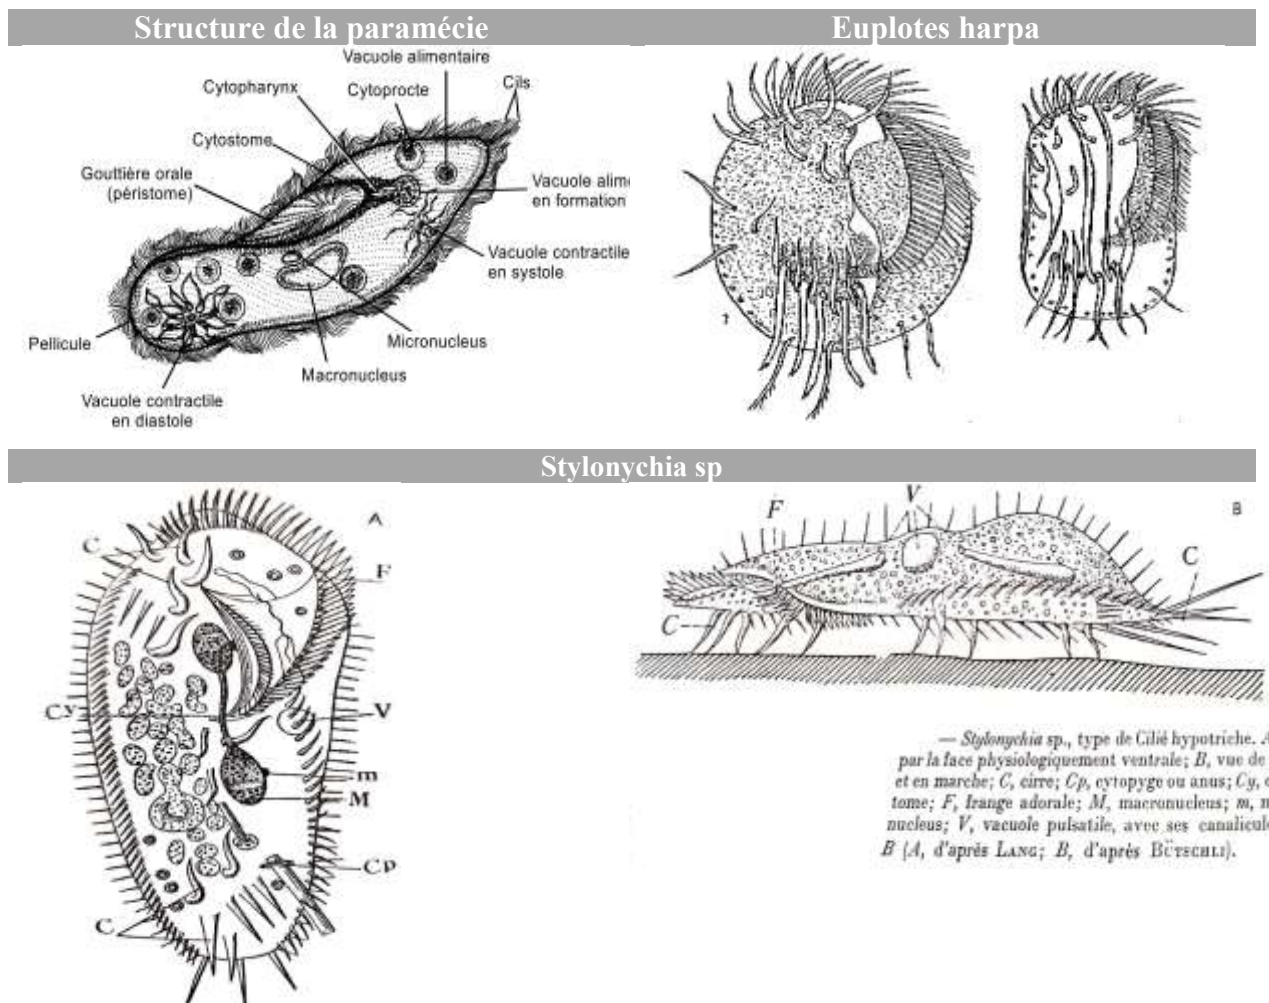 Structure de la paramécie
Euplotes harpa
Vacuole alimentaire
Cytopharynx
Cytoprocte
Cils
Cytostome
Gouttière orale
(péristome)
Vacuole alim
en formation
Vacuole contractile
en systole
Pellicule
Micronucleus
Macronucleus
Vacuole contractile
en diastole
Stylonychia sp
A
C
F
Cy
V
m
M
Cp
C
F
V
B
C
C
— Stylonychia sp., type de Cilié hypotriche. A
par la face physiologiquement ventrale; B, vue de
et en marche; C, cirre; Cp, cytopyge ou anus; Cy,
tome; F, frange adorale; M, macronucleus; m,
nucleus; V, vacuole pulsatile, avec ses canalicul
B (A, d'après LANG; B, d'après BÜTSCHLI).